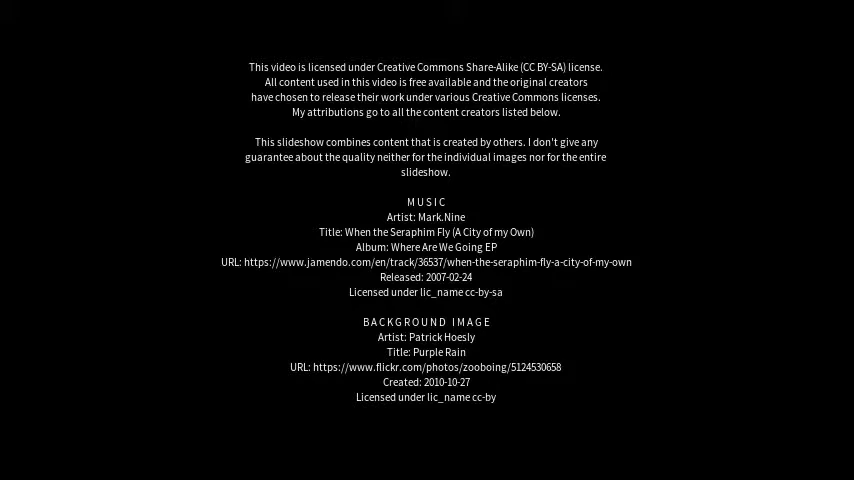 This video is licensed under Creative Commons Share-Alike (CC BY-SA) license.
All content used in this video is free available and the original creators
have chosen to release their work under various Creative Commons licenses.
My attributions go to all the content creators listed below.
This slideshow combines content that is created by others. I don't give any
guarantee about the quality neither for the individual images nor for the entire
slideshow.
MUSIC
Artist: Mark.Nine
Title: When the Seraphim Fly (A City of my Own)
Album: Where Are We Going EP
URL: https://www.jamendo.com/en/track/36537/when-the-seraphim-fly-a-city-of-my-own
Released: 2007-02-24
Licensed under lic_name cc-by-sa
BACKGROUND IMAGE
Artist: Patrick Hoesly
Title: Purple Rain
URL: https://www.flickr.com/photos/zooboing/5124530658
Created: 2010-10-27
Licensed under lic_name cc-by